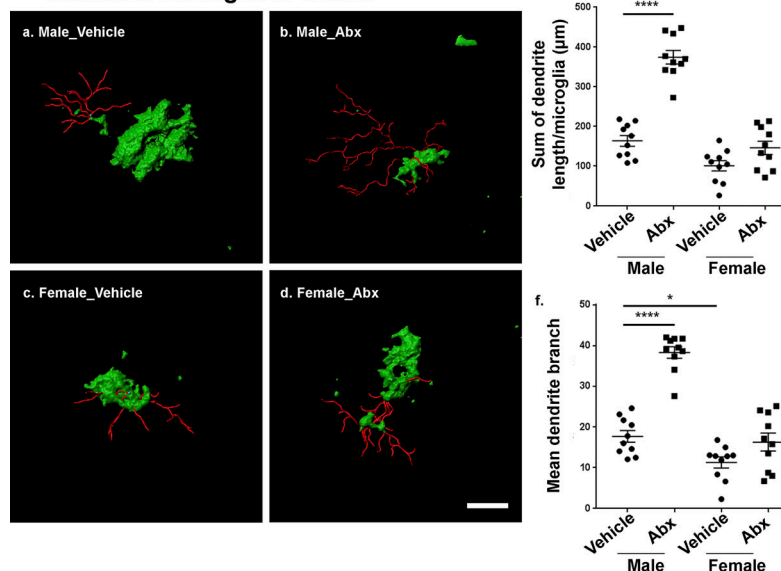 a. Male_Vehicle
b. Male_Abx
c. Female_Vehicle
d. Female_Abx
Sum of dendrite
length/microglia (μm)
500
400
300
200
100
0
****
Vehicle
Abx
Vehicle
Abx
Male
Female
f.
Mean dendrite branch
50
40
30
20
10
0
*
****
Vehicle
Abx
Vehicle
Abx
Male
Female